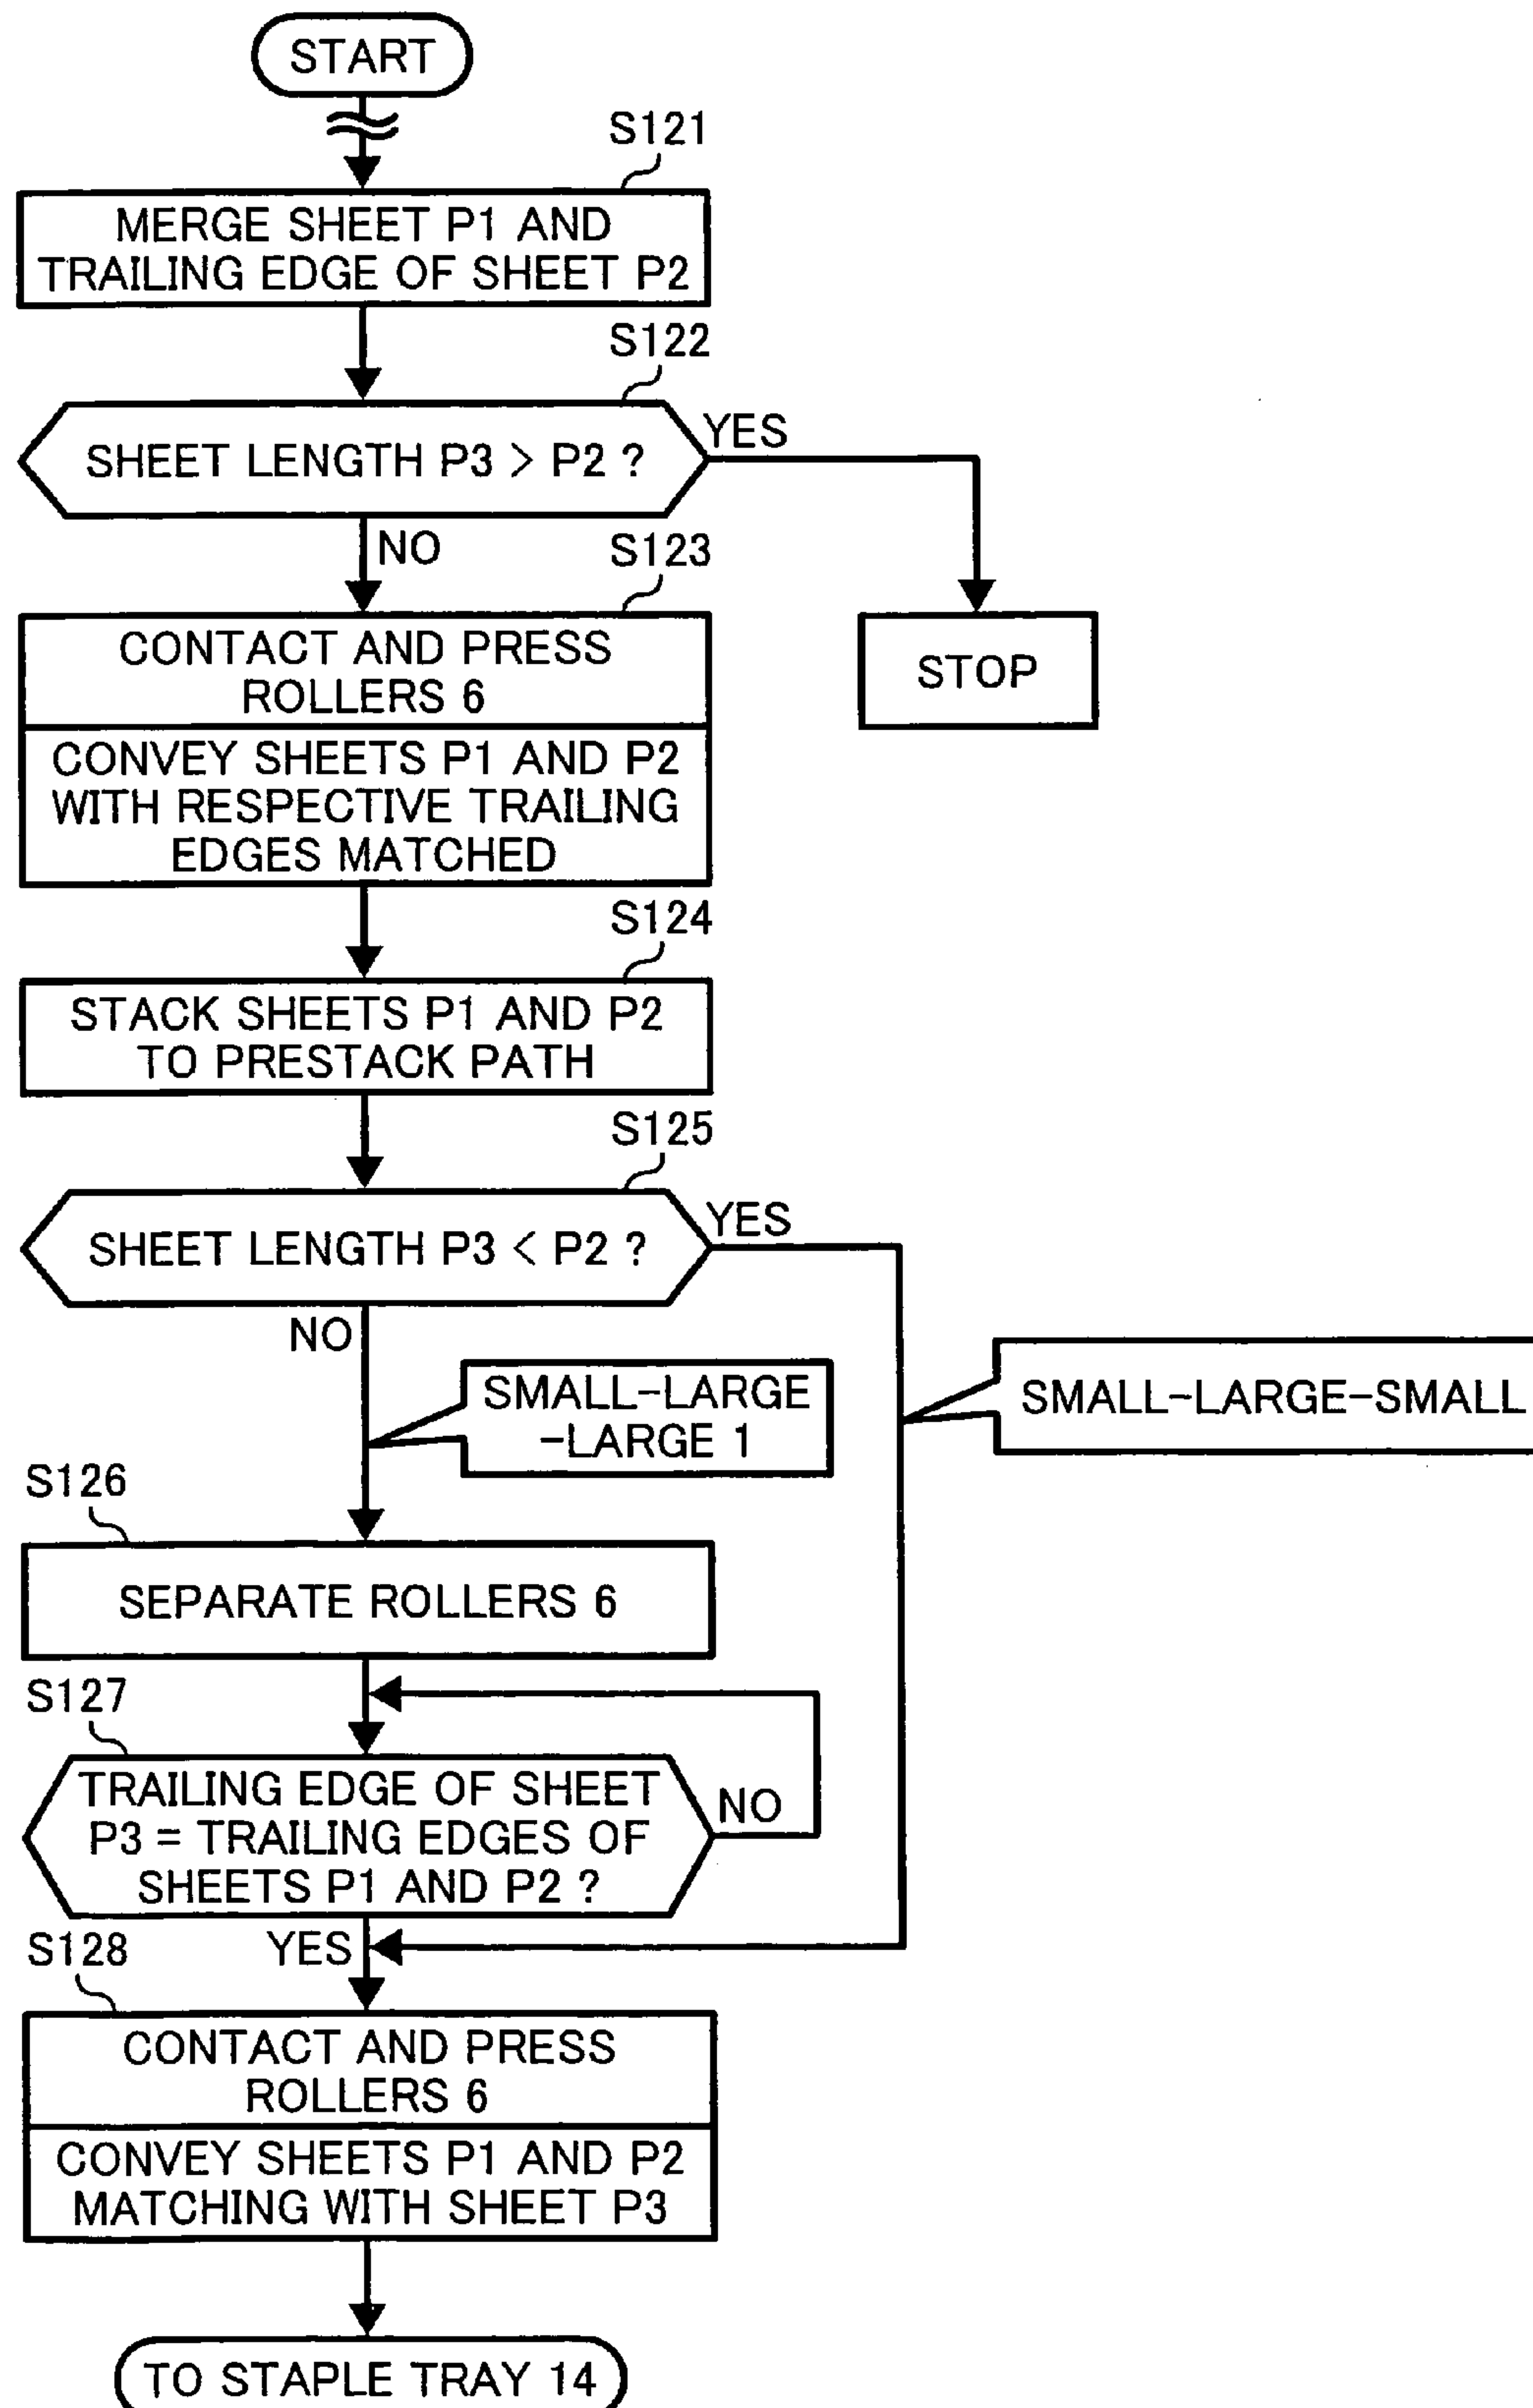 START
S121
MERGE SHEET P1 AND
TRAILING EDGE OF SHEET P2
S122
SHEET LENGTH P3 > P2 ?
YES
NO
S123
CONTACT AND PRESS
ROLLERS 6
CONVEY SHEETS P1 AND P2
WITH RESPECTIVE TRAILING
EDGES MATCHED
STOP
S124
STACK SHEETS P1 AND P2
TO PRESTACK PATH
S125
SHEET LENGTH P3 < P2 ?
YES
NO
SMALL-LARGE
-LARGE 1
SMALL-LARGE-SMALL
S126
SEPARATE ROLLERS 6
S127
TRAILING EDGE OF SHEET
P3 = TRAILING EDGES OF
SHEETS P1 AND P2 ?
NO
YES
S128
CONTACT AND PRESS
ROLLERS 6
CONVEY SHEETS P1 AND P2
MATCHING WITH SHEET P3
TO STAPLE TRAY 14